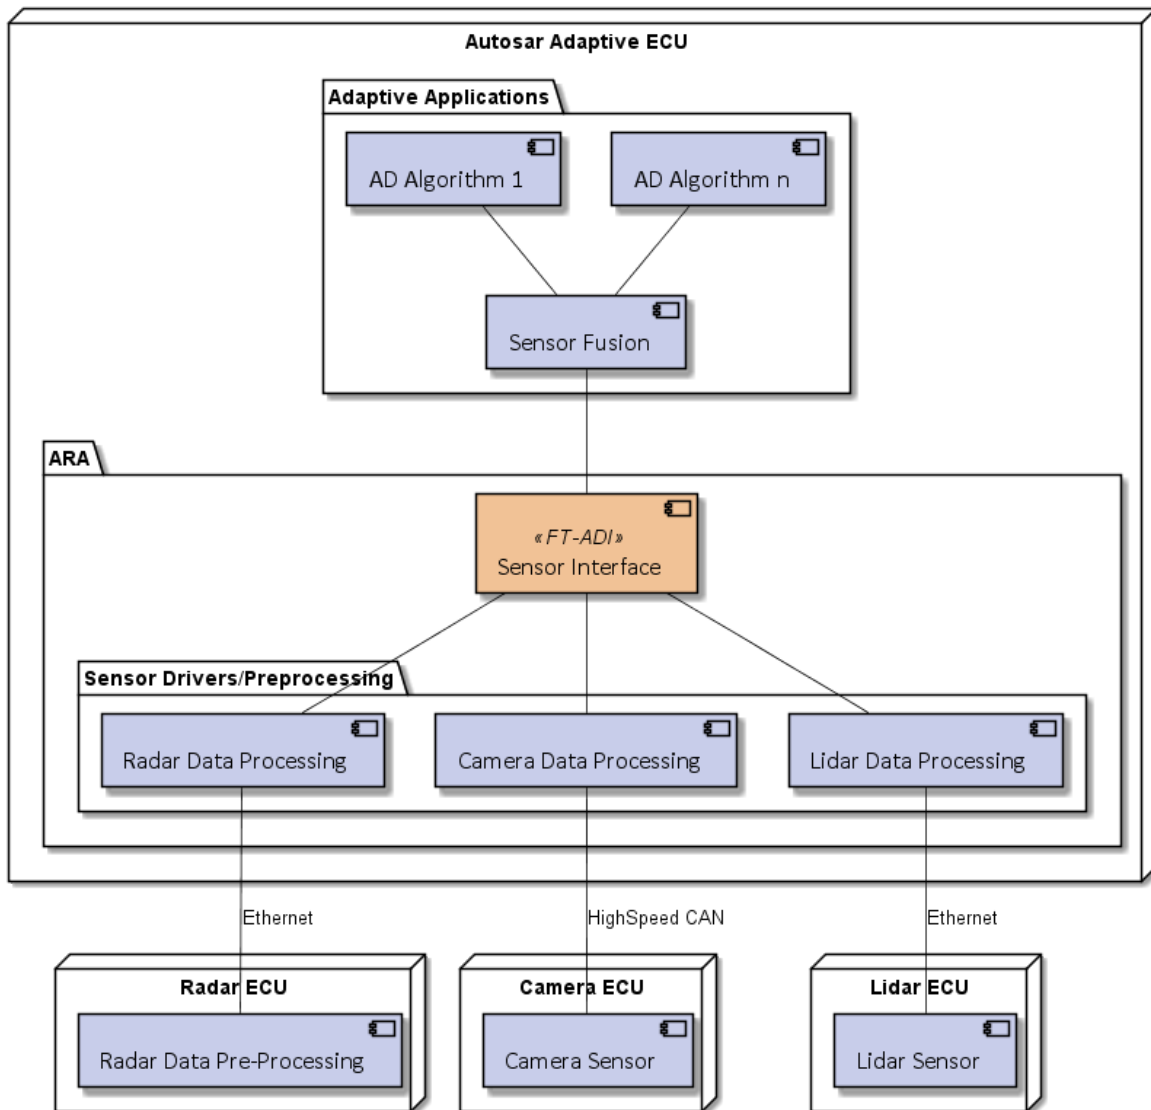 Autosar Adaptive ECU
Adaptive Applications
AD Algorithm 1
AD Algorithm n
Sensor Fusion
ARA
«FT-ADI»
Sensor Interface
Sensor Drivers/Preprocessing
Radar Data Processing
Camera Data Processing
Lidar Data Processing
Ethernet
HighSpeed CAN
Ethernet
Radar ECU
Camera ECU
Lidar ECU
Radar Data Pre-Processing
Camera Sensor
Lidar Sensor